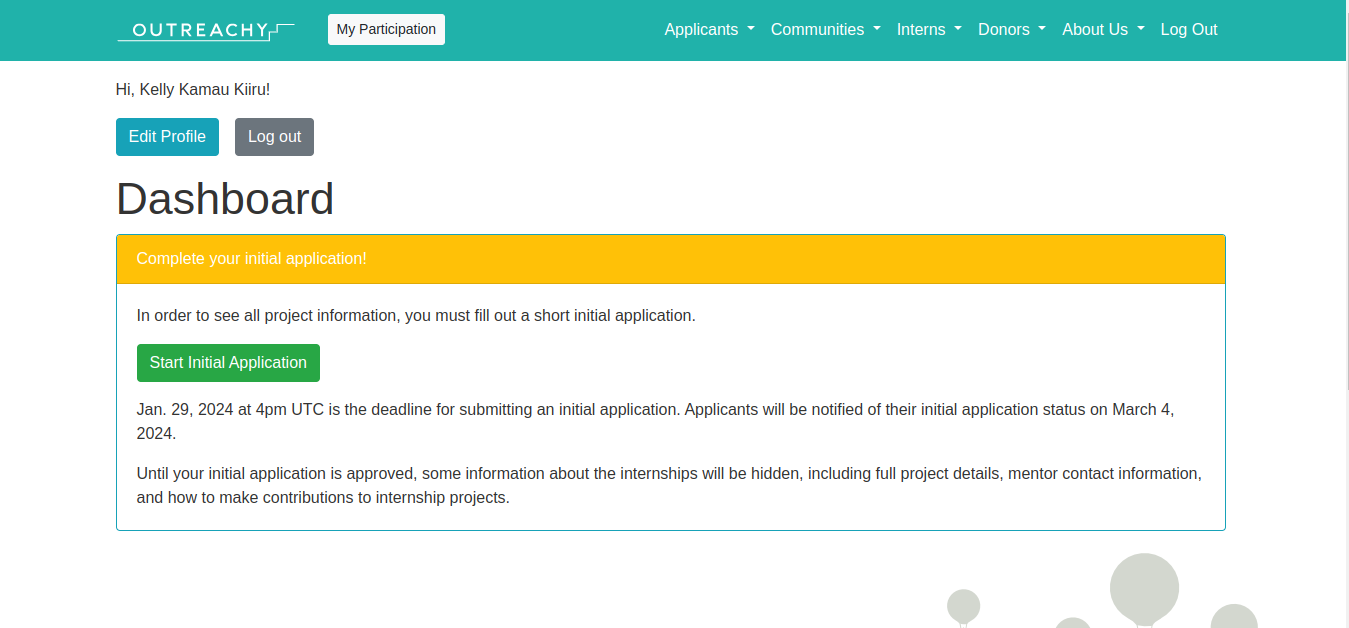 OUTREACHY
My Participation
Applicants
Communities
Interns
Donors
About Us
Log Out
Hi, Kelly Kamau Kiiru!
Edit Profile
Log out
Dashboard
Complete your initial application!
In order to see all project information, you must fill out a short initial application.
Start Initial Application
Jan. 29, 2024 at 4pm UTC is the deadline for submitting an initial application. Applicants will be notified of their initial application status on March 4,
2024.
Until your initial application is approved, some information about the internships will be hidden, including full project details, mentor contact information,
and how to make contributions to internship projects.